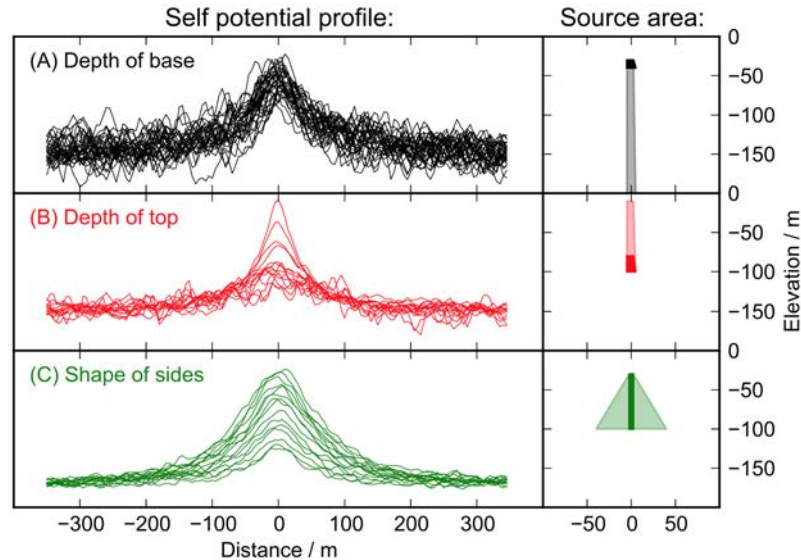 Self potential profile: Source area:
(A) Depth of base
0
−50
−100
−150
(B) Depth of top
0
−50
−100
−150
(C) Shape of sides
0
−50
−100
−150
Elevation / m
−300 −200 −100 0 100 200 300 −50 0 50
Distance / m